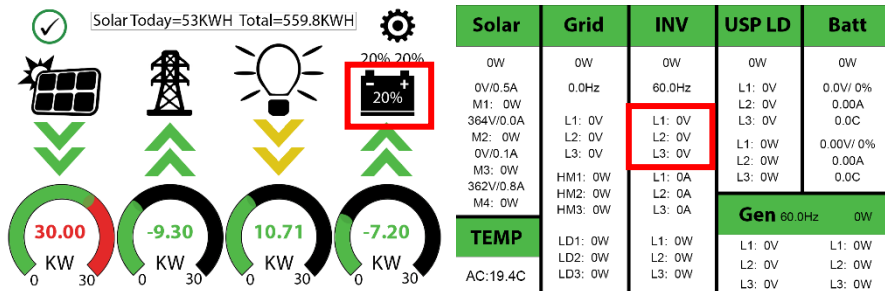 Solar Today=53KWH Total=559.8KWH
20% 20%
- +
20%
30.00
KW
0 30
-9.30
KW
0 30
10.71
KW
0 30
-7.20
KW
0 30
Solar
0W
0V/0.5A
M1: 0W
364V/0.0A
M2: 0W
0V/0.1A
M3: 0W
362V/0.8A
M4: 0W
TEMP
AC:19.4C
Grid
0W
0.0Hz
L1: 0V
L2: 0V
L3: 0V
HM1: 0W
HM2: 0W
HM3: 0W
LD1: 0W
LD2: 0W
LD3: 0W
INV
0W
60.0Hz
L1: 0V
L2: 0V
L3: 0V
L1: 0A
L2: 0A
L3: 0A
L1: 0W
L2: 0W
L3: 0W
USP LD
0W
L1: 0V
L2: 0V
L3: 0V
L1: 0W
L2: 0W
L3: 0W
Batt
0W
0.0V/ 0%
0.00A
0.0C
0.00V/ 0%
0.00A
0.0C
Gen 60.0Hz 0W
L1: 0V L1: 0W
L2: 0V L2: 0W
L3: 0V L3: 0W